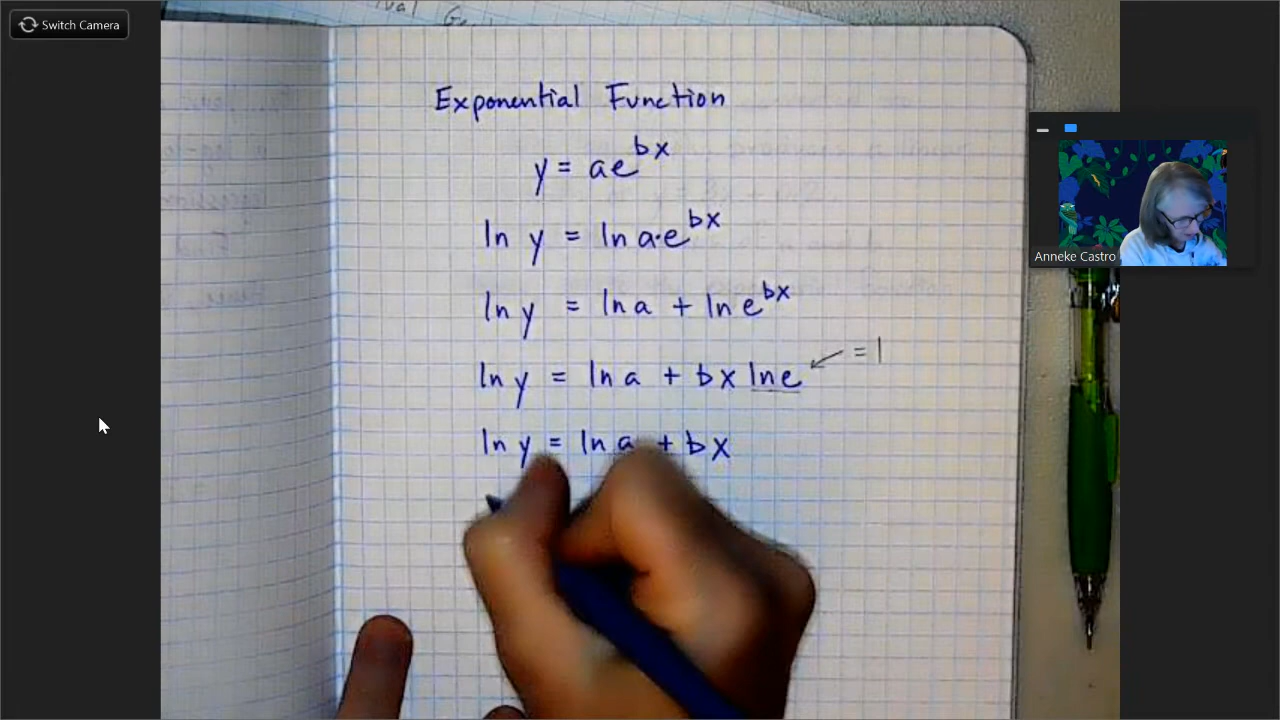 Switch Camera
Exponential Function
y = ae^bx
ln y = ln a·e^bx
ln y = ln a + ln e^bx
ln y = ln a + bx ln e ↙ = 1
ln y = ln a + bx
Anneke Castro